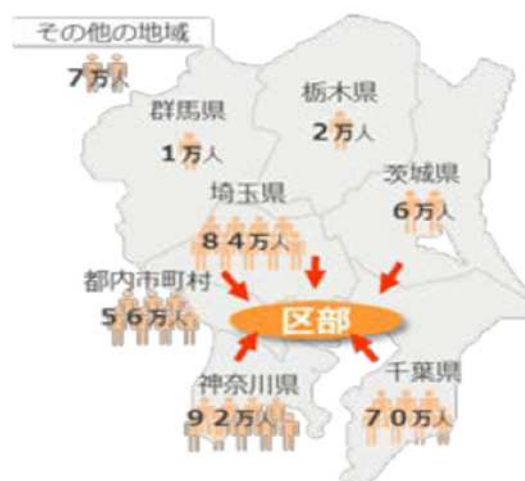 その他の地域
7万人
群馬県
1万人
栃木県
2万人
茨城県
6万人
埼玉県
84万人
都内市町村
56万人
区部
神奈川県
92万人
千葉県
70万人